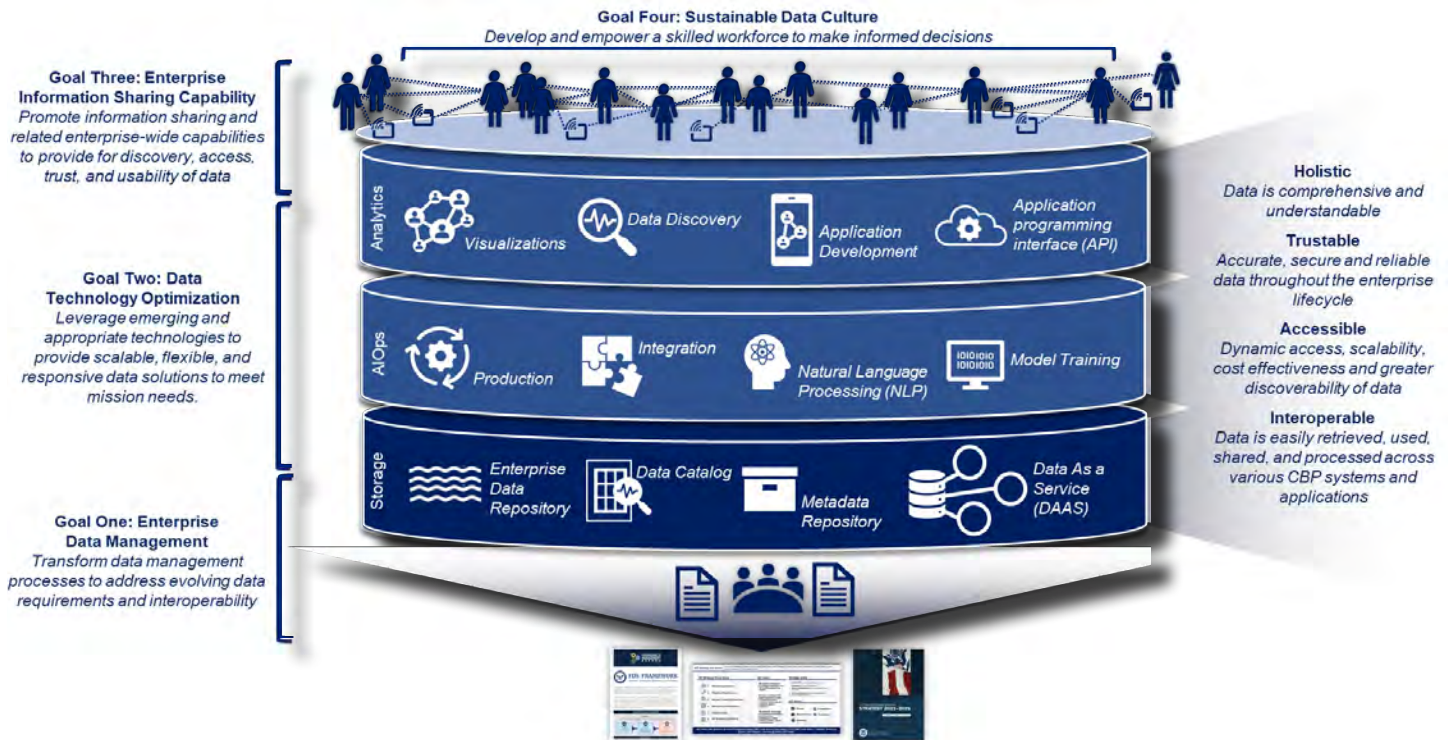 Goal Four: Sustainable Data Culture
Develop and empower a skilled workforce to make informed decisions
Goal Three: Enterprise
Information Sharing Capability
Promote information sharing and
related enterprise-wide capabilities
to provide for discovery, access,
trust, and usability of data
Goal Two: Data
Technology Optimization
Leverage emerging and
appropriate technologies to
provide scalable, flexible, and
responsive data solutions to meet
mission needs.
Goal One: Enterprise
Data Management
Transform data management
processes to address evolving data
requirements and interoperability
Analytics
Visualizations
Data Discovery
Application
Development
Application
programming
interface (API)
AIOps
Production
Integration
Natural Language
Processing (NLP)
IOIOIOIO
IOIOIOIO
Model Training
Storage
Enterprise
Data
Repository
Data Catalog
Metadata
Repository
Data As a
Service
(DAAS)
Holistic
Data is comprehensive and
understandable
Trustable
Accurate, secure and reliable
data throughout the enterprise
lifecycle
Accessible
Dynamic access, scalability,
cost effectiveness and greater
discoverability of data
Interoperable
Data is easily retrieved, used,
shared, and processed across
various CBP systems and
applications
FRAMEWORK
STRATEGY